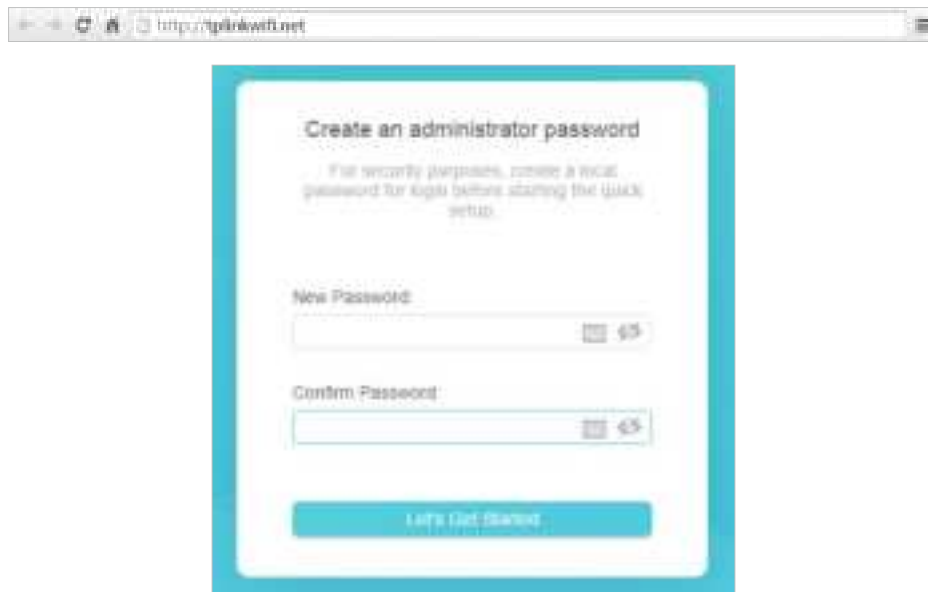 http://tplinkwifi.net
Create an administrator password
For security purposes, create a local
password for login before starting the quick
setup.
New Password
Confirm Password
Let's Get Started